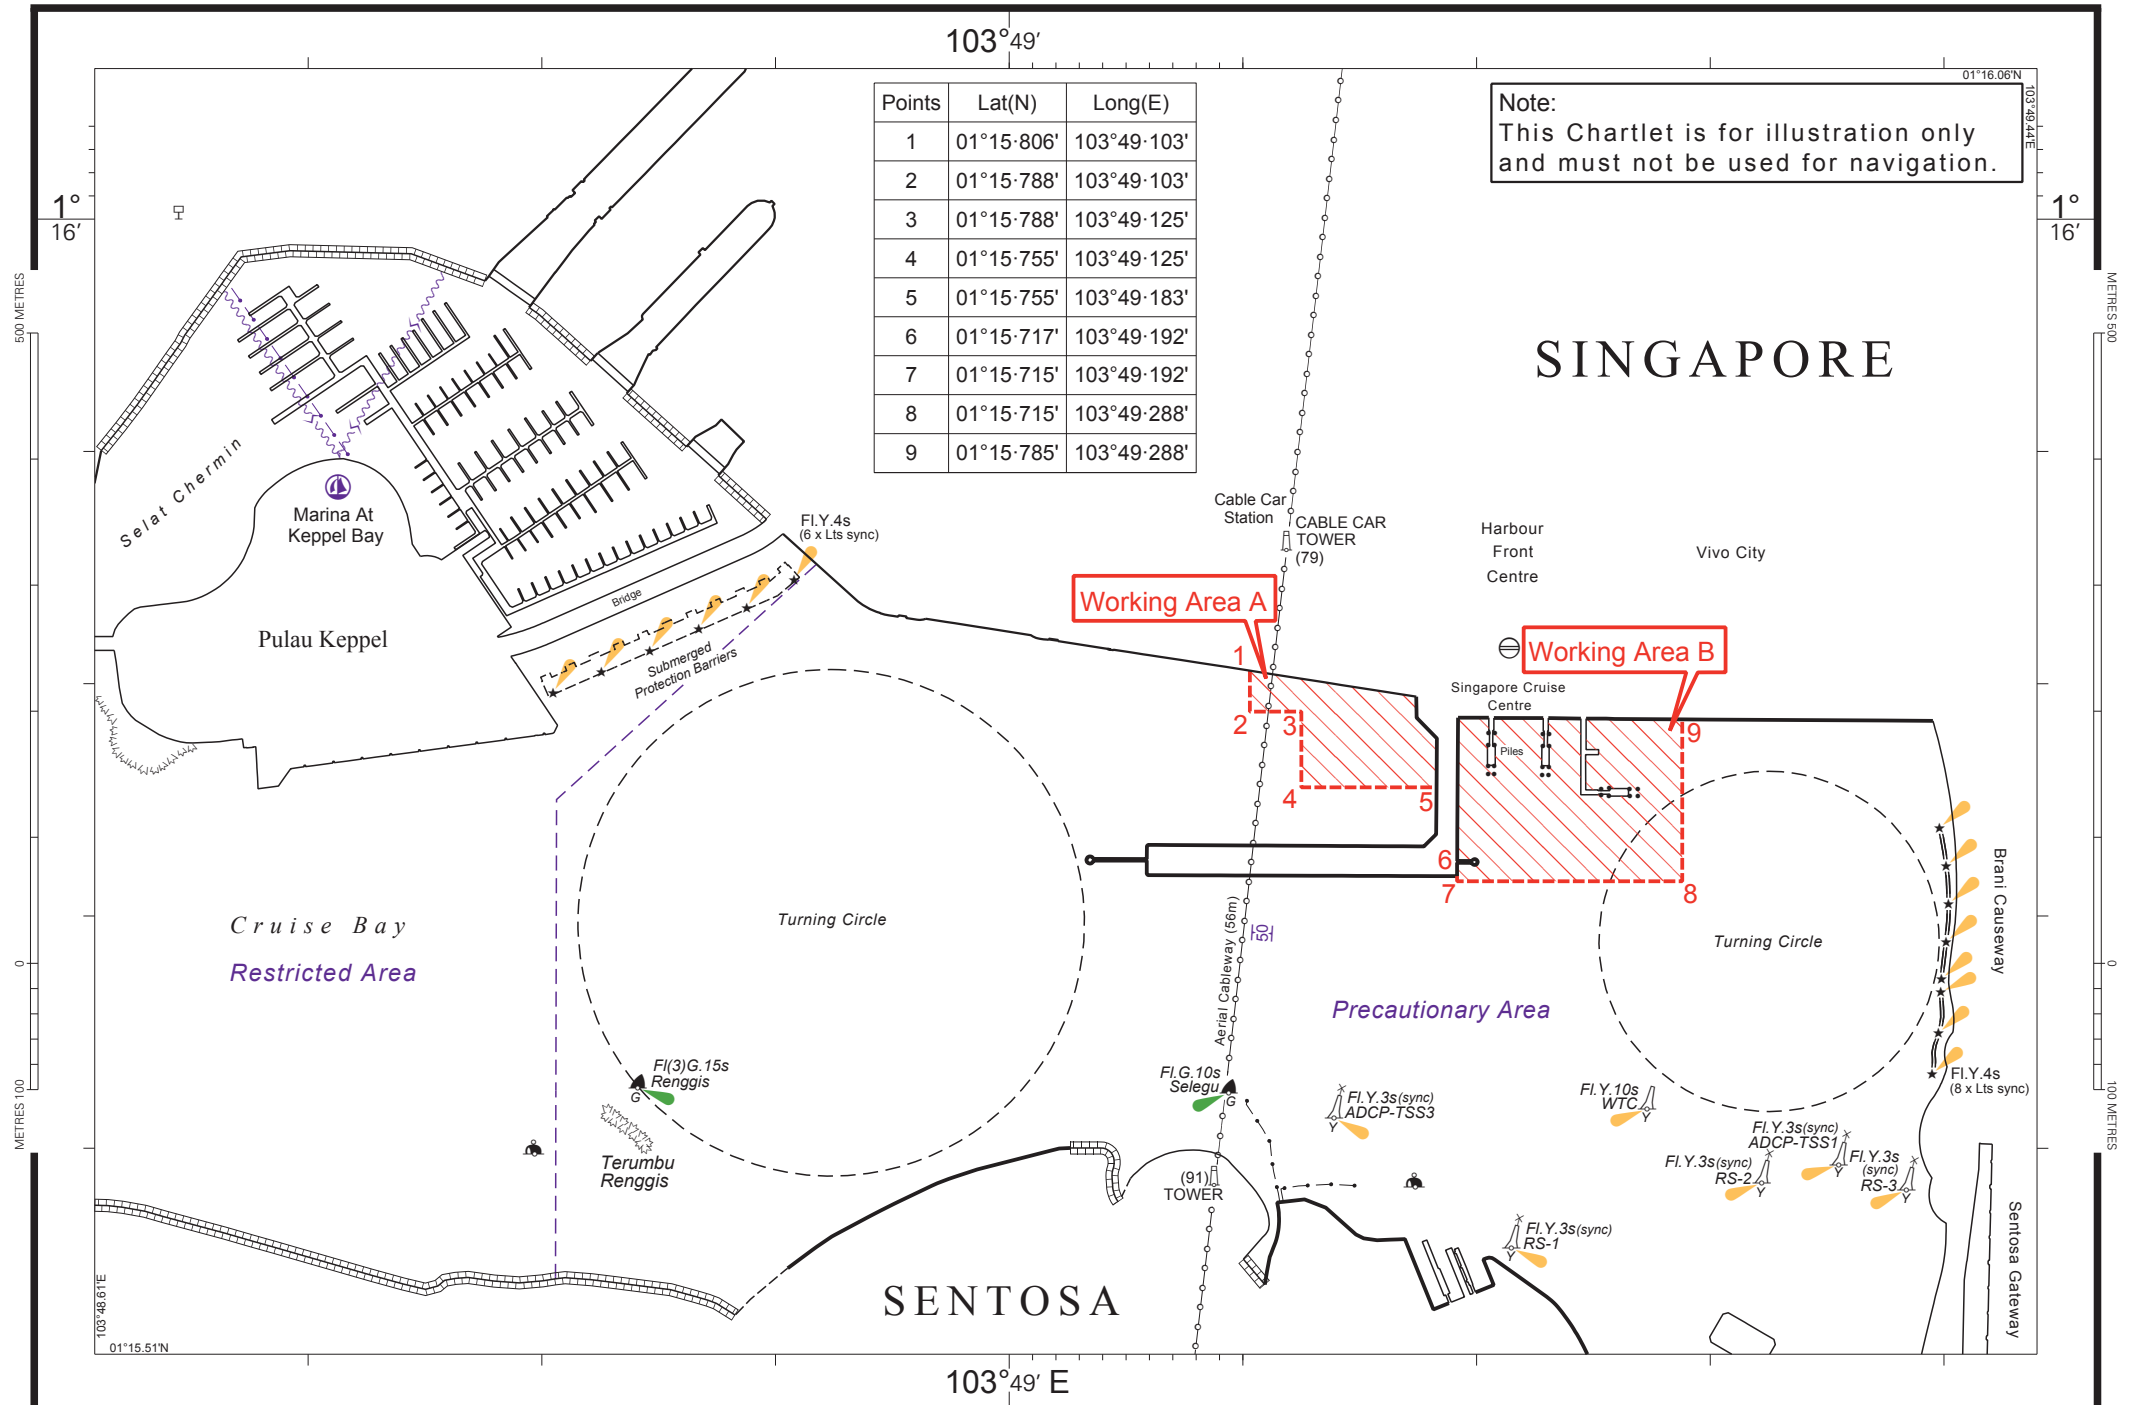 103°49′
01°16.06'N
103°49.44'E
Points Lat(N) Long(E)
1 01°15·806' 103°49·103'
2 01°15·788' 103°49·103'
3 01°15·788' 103°49·125'
4 01°15·755' 103°49·125'
5 01°15·755' 103°49·183'
6 01°15·717' 103°49·192'
7 01°15·715' 103°49·192'
8 01°15·715' 103°49·288'
9 01°15·785' 103°49·288'
Note:
This Chartlet is for illustration only
and must not be used for navigation.
1°
16′
1°
16′
500 METRES
METRES 500
SINGAPORE
Selat Chermin
Marina At
Keppel Bay
Fl.Y.4s
(6 x Lts sync)
Cable Car
Station
CABLE CAR
TOWER
(79)
Harbour
Front
Centre
Vivo City
Bridge
Working Area A
Pulau Keppel
Submerged
Protection Barriers
Working Area B
1
2
3
4
5
6
7
8
9
Singapore Cruise
Centre
Piles
Brani Causeway
Cruise Bay
Restricted Area
Turning Circle
Aerial Cableway (56m)
50
Turning Circle
Precautionary Area
0
0
METRES 100
100 METRES
Fl(3)G.15s
Renggis
G
Terumbu
Renggis
Fl.G.10s
Selegu
G
Fl.Y.3s(sync)
ADCP-TSS3
Y
Fl.Y.10s
WTC
Y
Fl.Y.4s
(8 x Lts sync)
Fl.Y.3s(sync)
ADCP-TSS1
Y
Fl.Y.3s(sync)
RS-2
Y
Fl.Y.3s
(sync)
RS-3
Y
(91)
TOWER
Fl.Y.3s(sync)
RS-1
Y
Sentosa Gateway
SENTOSA
103°48.61'E
01°15.51'N
103°49′ E